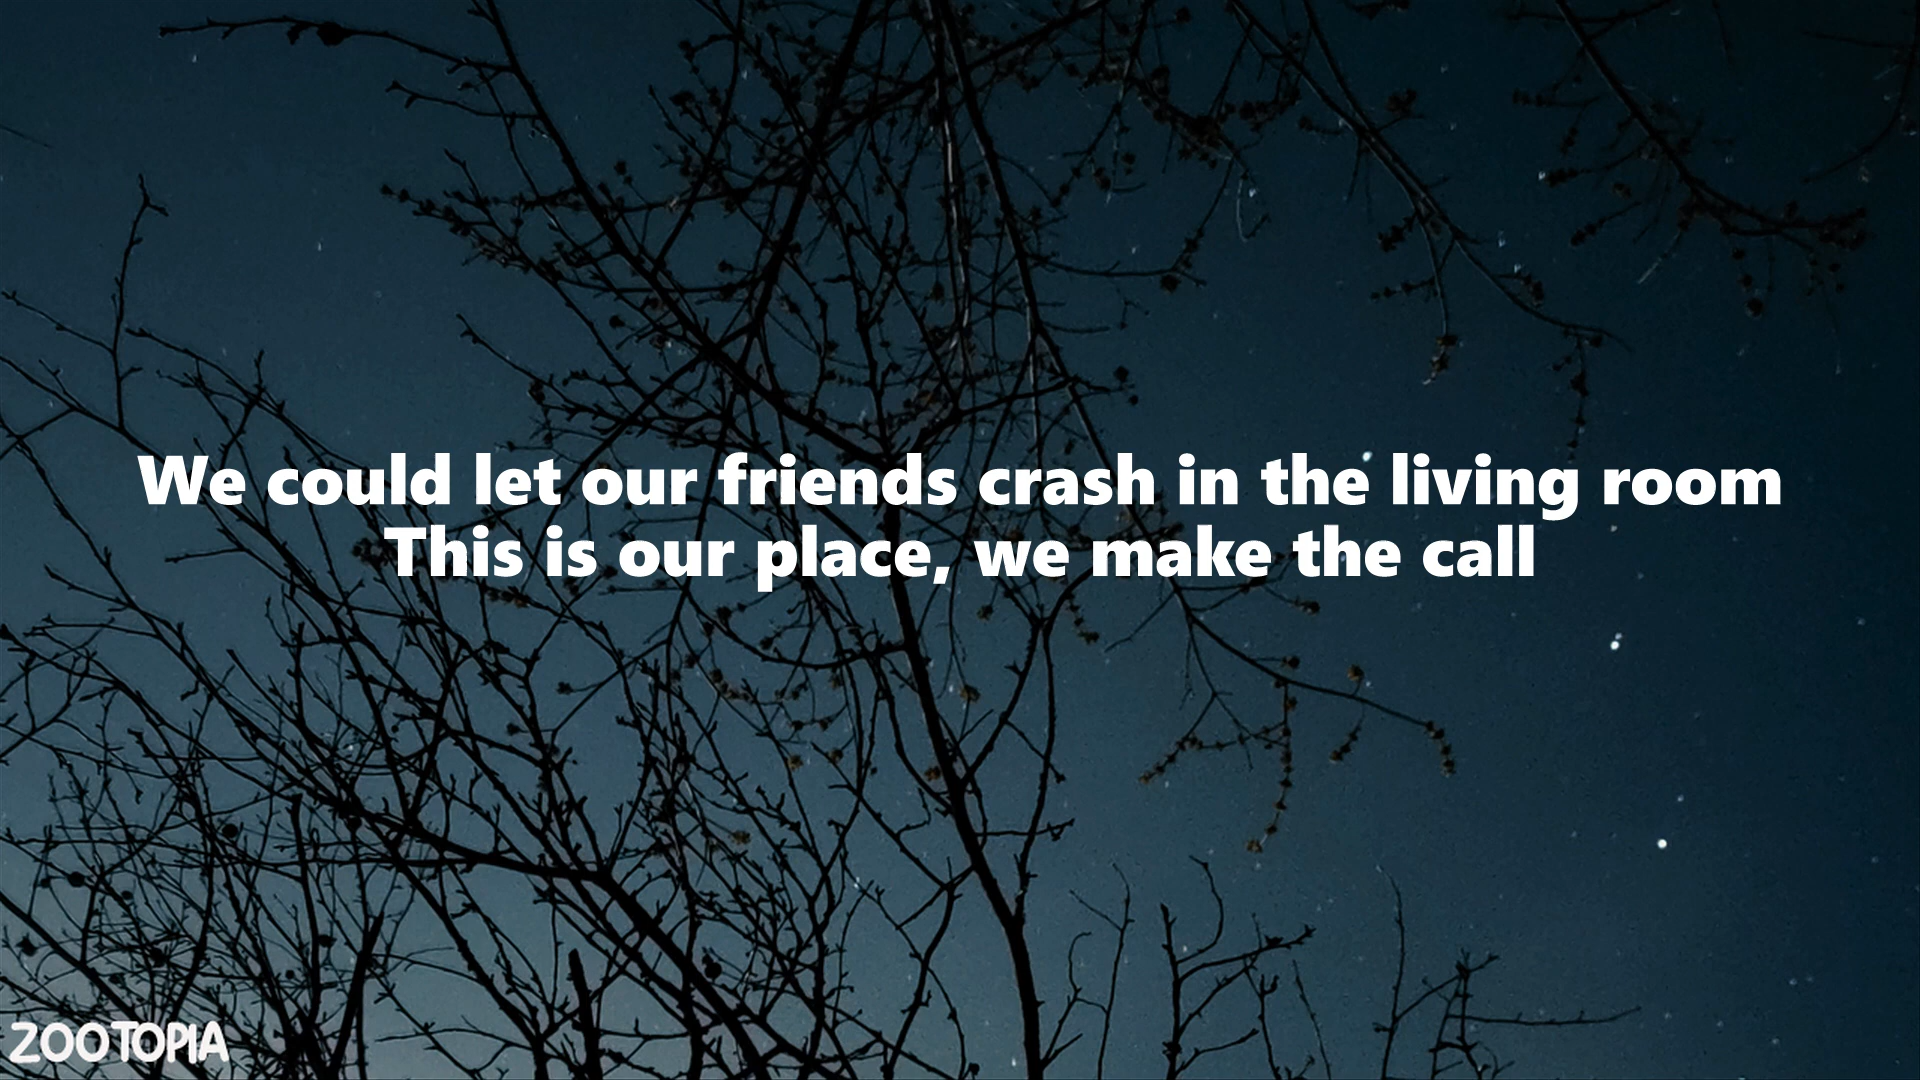 We could let our friends crash in the living room
This is our place, we make the call
ZOOTOPIA